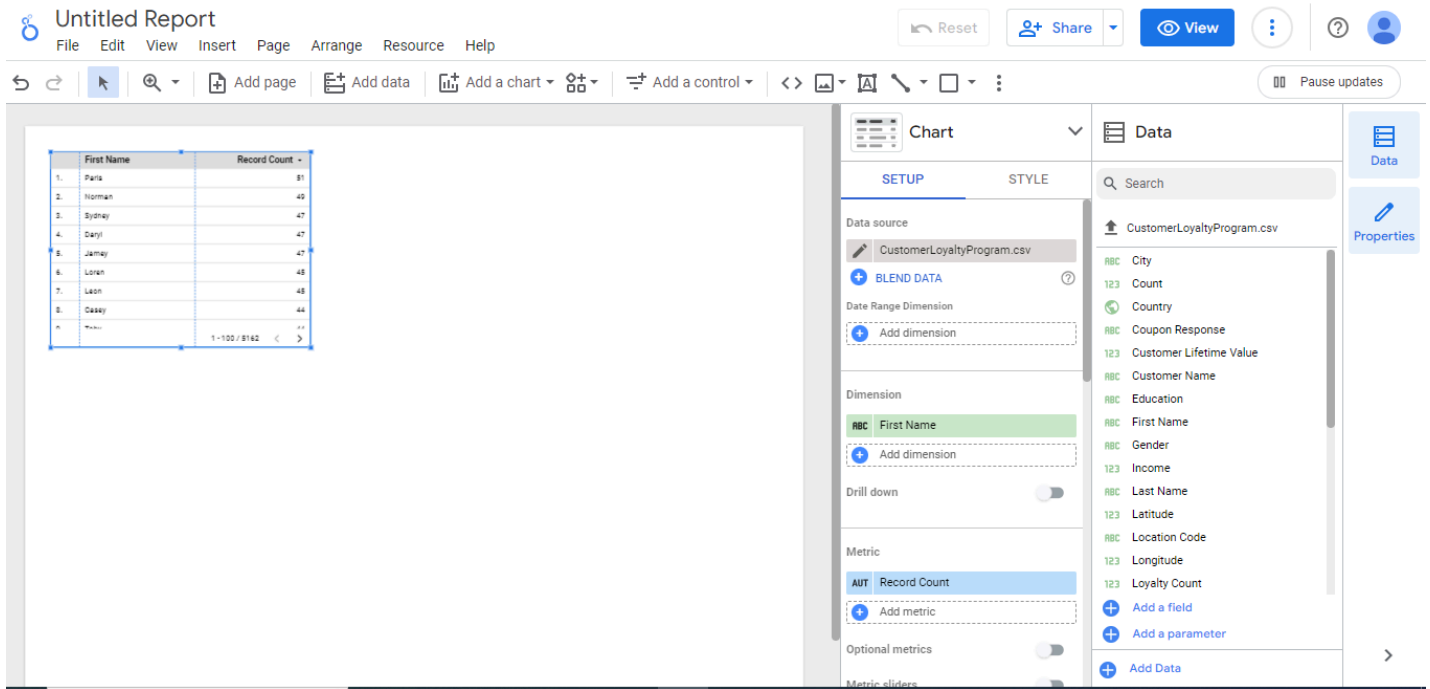 Untitled Report
File Edit View Insert Page Arrange Resource Help
Reset
Share
View
Add page
Add data
Add a chart
Add a control
Pause updates
First Name Record Count
1. Paris 51
2. Norman 49
3. Sydney 47
4. Daryl 47
5. Jamey 47
6. Loren 45
7. Leon 45
8. Casey 44
1 - 100 / 5162
Chart
SETUP STYLE
Data source
CustomerLoyaltyProgram.csv
BLEND DATA
Date Range Dimension
Add dimension
Dimension
ABC First Name
Add dimension
Drill down
Metric
AUT Record Count
Add metric
Optional metrics
Metric sliders
Data
Search
CustomerLoyaltyProgram.csv
ABC City
123 Count
Country
ABC Coupon Response
123 Customer Lifetime Value
ABC Customer Name
ABC Education
ABC First Name
ABC Gender
123 Income
ABC Last Name
123 Latitude
ABC Location Code
123 Longitude
123 Loyalty Count
Add a field
Add a parameter
Add Data
Data
Properties